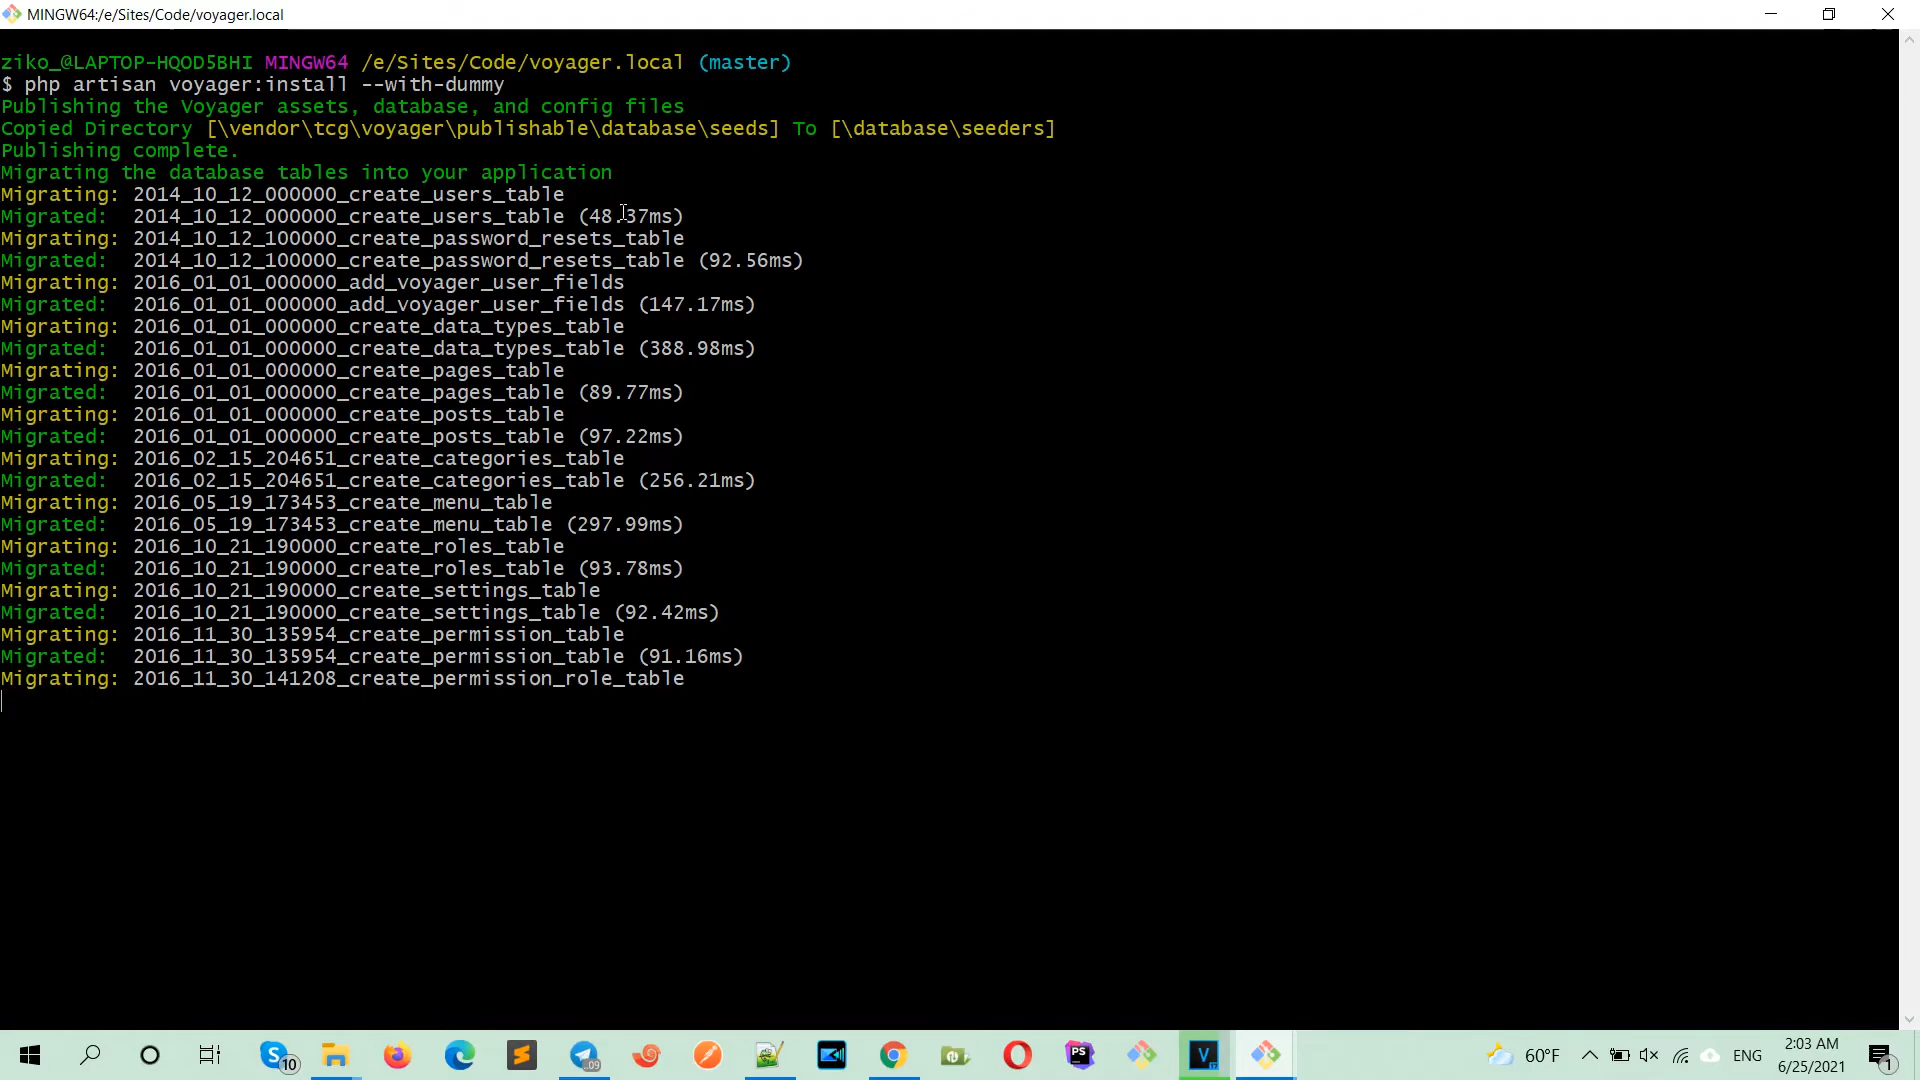 MINGW64:/e/Sites/Code/voyager.local
ziko_@LAPTOP-HQOD5BHI MINGW64 /e/Sites/Code/voyager.local (master)
$ php artisan voyager:install --with-dummy
Publishing the Voyager assets, database, and config files
Copied Directory [\vendor\tcg\voyager\publishable\database\seeds] To [\database\seeders]
Publishing complete.
Migrating the database tables into your application
Migrating: 2014_10_12_000000_create_users_table
Migrated:  2014_10_12_000000_create_users_table (48.37ms)
Migrating: 2014_10_12_100000_create_password_resets_table
Migrated:  2014_10_12_100000_create_password_resets_table (92.56ms)
Migrating: 2016_01_01_000000_add_voyager_user_fields
Migrated:  2016_01_01_000000_add_voyager_user_fields (147.17ms)
Migrating: 2016_01_01_000000_create_data_types_table
Migrated:  2016_01_01_000000_create_data_types_table (388.98ms)
Migrating: 2016_01_01_000000_create_pages_table
Migrated:  2016_01_01_000000_create_pages_table (89.77ms)
Migrating: 2016_01_01_000000_create_posts_table
Migrated:  2016_01_01_000000_create_posts_table (97.22ms)
Migrating: 2016_02_15_204651_create_categories_table
Migrated:  2016_02_15_204651_create_categories_table (256.21ms)
Migrating: 2016_05_19_173453_create_menu_table
Migrated:  2016_05_19_173453_create_menu_table (297.99ms)
Migrating: 2016_10_21_190000_create_roles_table
Migrated:  2016_10_21_190000_create_roles_table (93.78ms)
Migrating: 2016_10_21_190000_create_settings_table
Migrated:  2016_10_21_190000_create_settings_table (92.42ms)
Migrating: 2016_11_30_135954_create_permission_table
Migrated:  2016_11_30_135954_create_permission_table (91.16ms)
Migrating: 2016_11_30_141208_create_permission_role_table
S 10
.09
PS
V
60°F
ENG
2:03 AM
6/25/2021
1